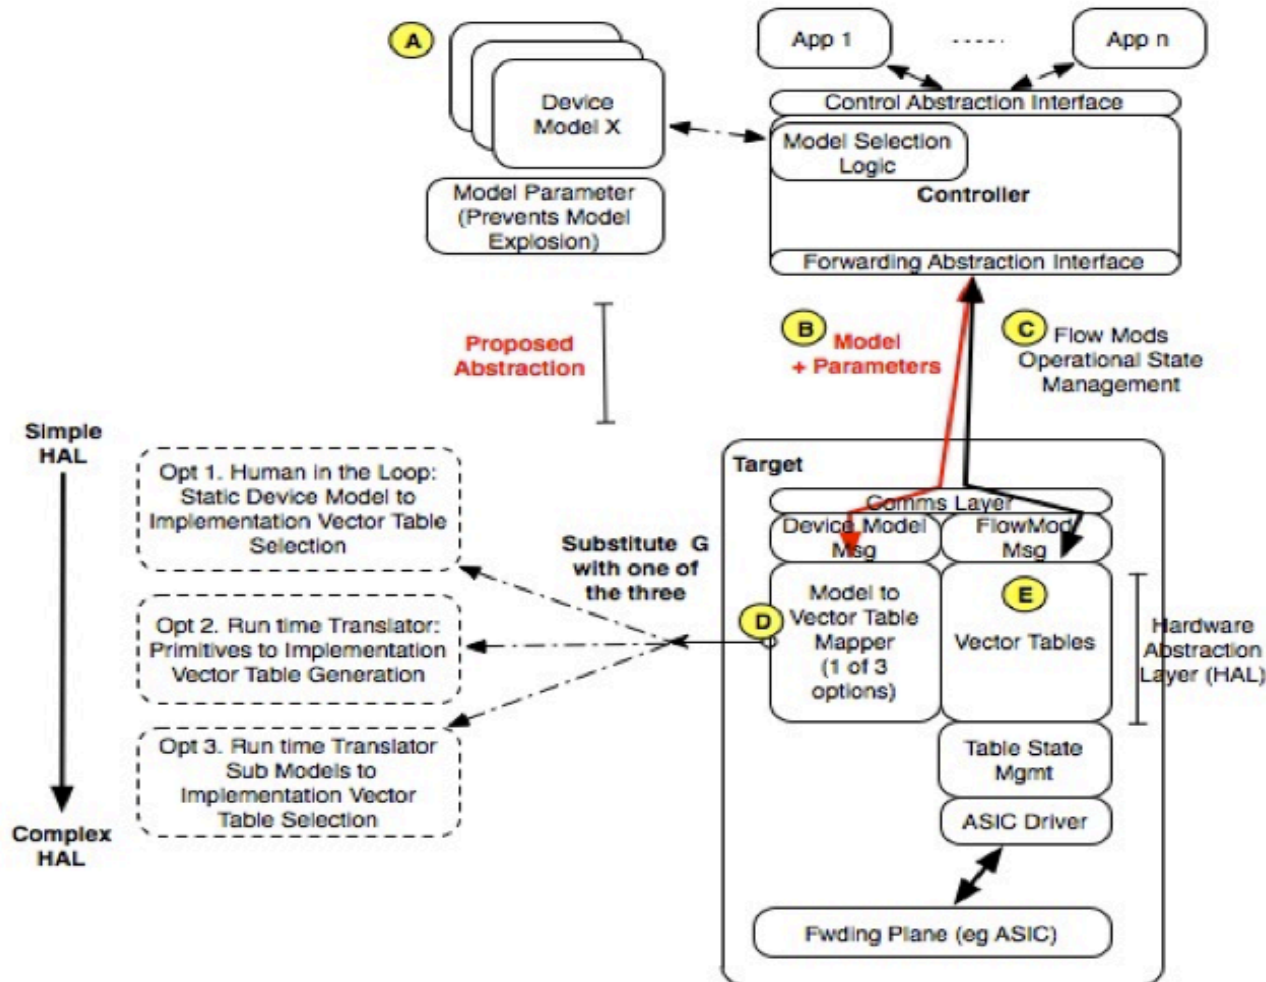 A
App 1
.....
App n
Control Abstraction Interface
Device
Model X
Model Selection
Logic
Controller
Model Parameter
(Prevents Model
Explosion)
Forwarding Abstraction Interface
Proposed
Abstraction
B
Model
+ Parameters
C
Flow Mods
Operational State
Management
Simple
HAL
Opt 1. Human in the Loop:
Static Device Model to
Implementation Vector Table
Selection
Opt 2. Run time Translator:
Primitives to Implementation
Vector Table Generation
Opt 3. Run time Translator
Sub Models to
Implementation Vector
Table Selection
Complex
HAL
Substitute G
with one of
the three
Target
Comms Layer
Device Model
Msg
FlowMod
Msg
D
Model to
Vector Table
Mapper
(1 of 3
options)
E
Vector Tables
Hardware
Abstraction
Layer (HAL)
Table State
Mgmt
ASIC Driver
Fwding Plane (eg ASIC)